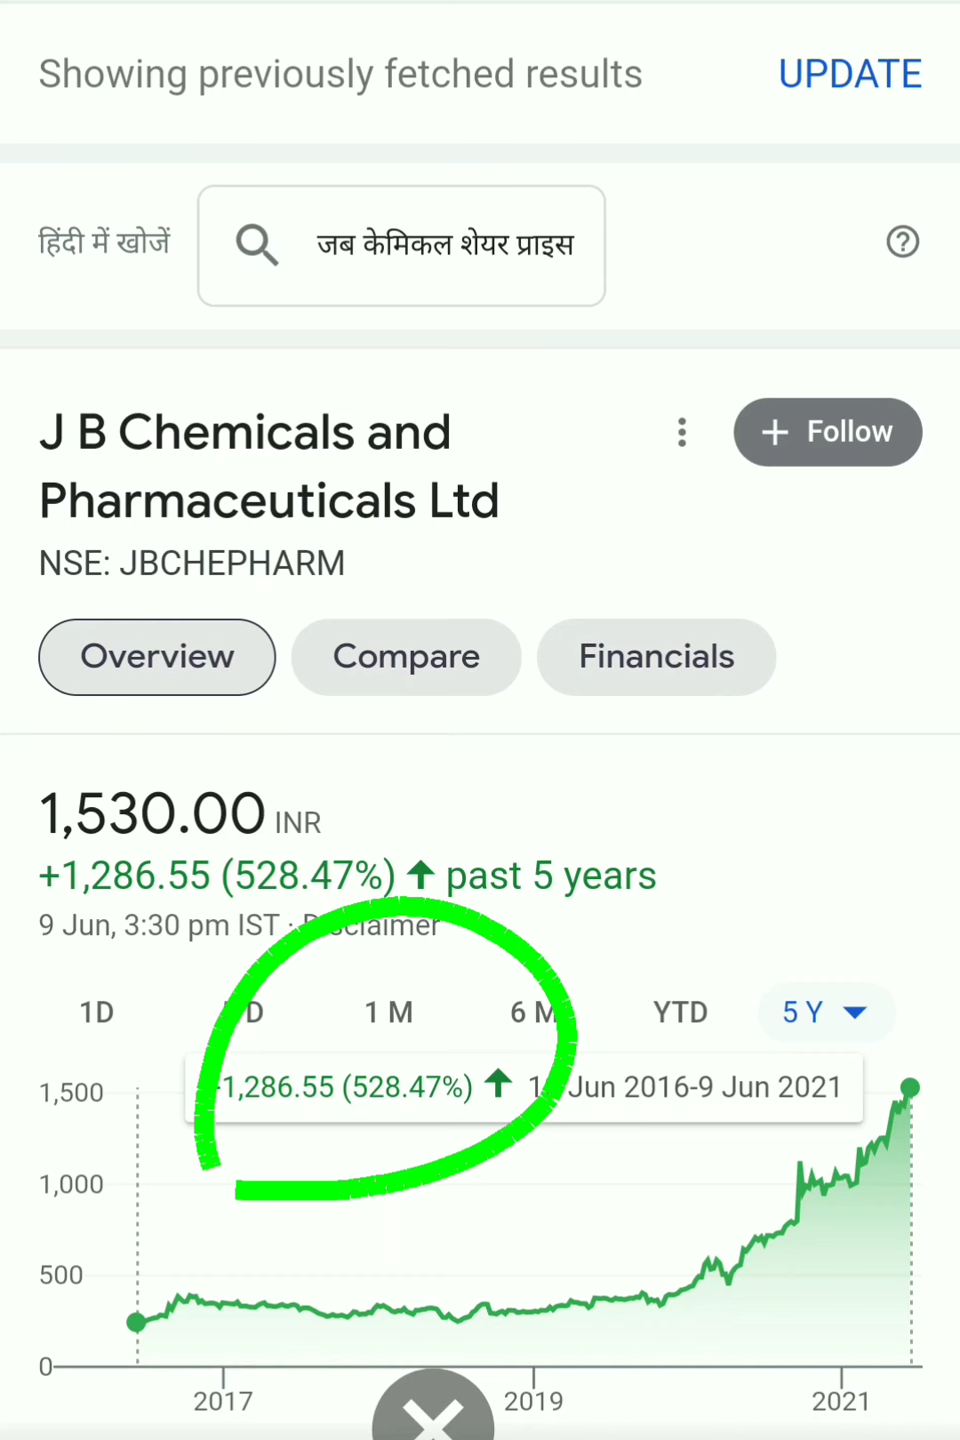 Showing previously fetched results UPDATE
हिंदी में खोजें जब केमिकल शेयर प्राइस
J B Chemicals and
Pharmaceuticals Ltd
+ Follow
NSE: JBCHEPHARM
Overview Compare Financials
1,530.00 INR
+1,286.55 (528.47%) ↑ past 5 years
9 Jun, 3:30 pm IST · Disclaimer
1D D 1 M 6 M YTD 5 Y
1,286.55 (528.47%) ↑ Jun 2016-9 Jun 2021
1,500
1,000
500
0
2017 2019 2021